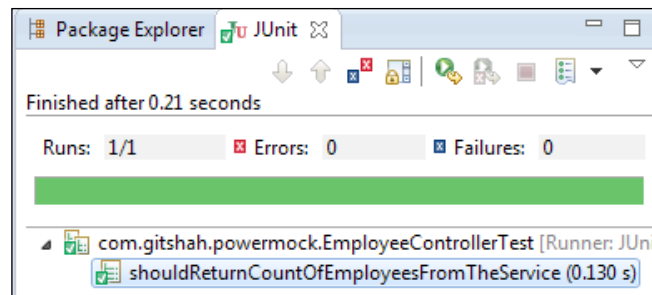 Package Explorer JUnit
Finished after 0.21 seconds
Runs: 1/1 Errors: 0 Failures: 0
com.gitshah.powermock.EmployeeControllerTest [Runner: JUni
shouldReturnCountOfEmployeesFromTheService (0.130 s)